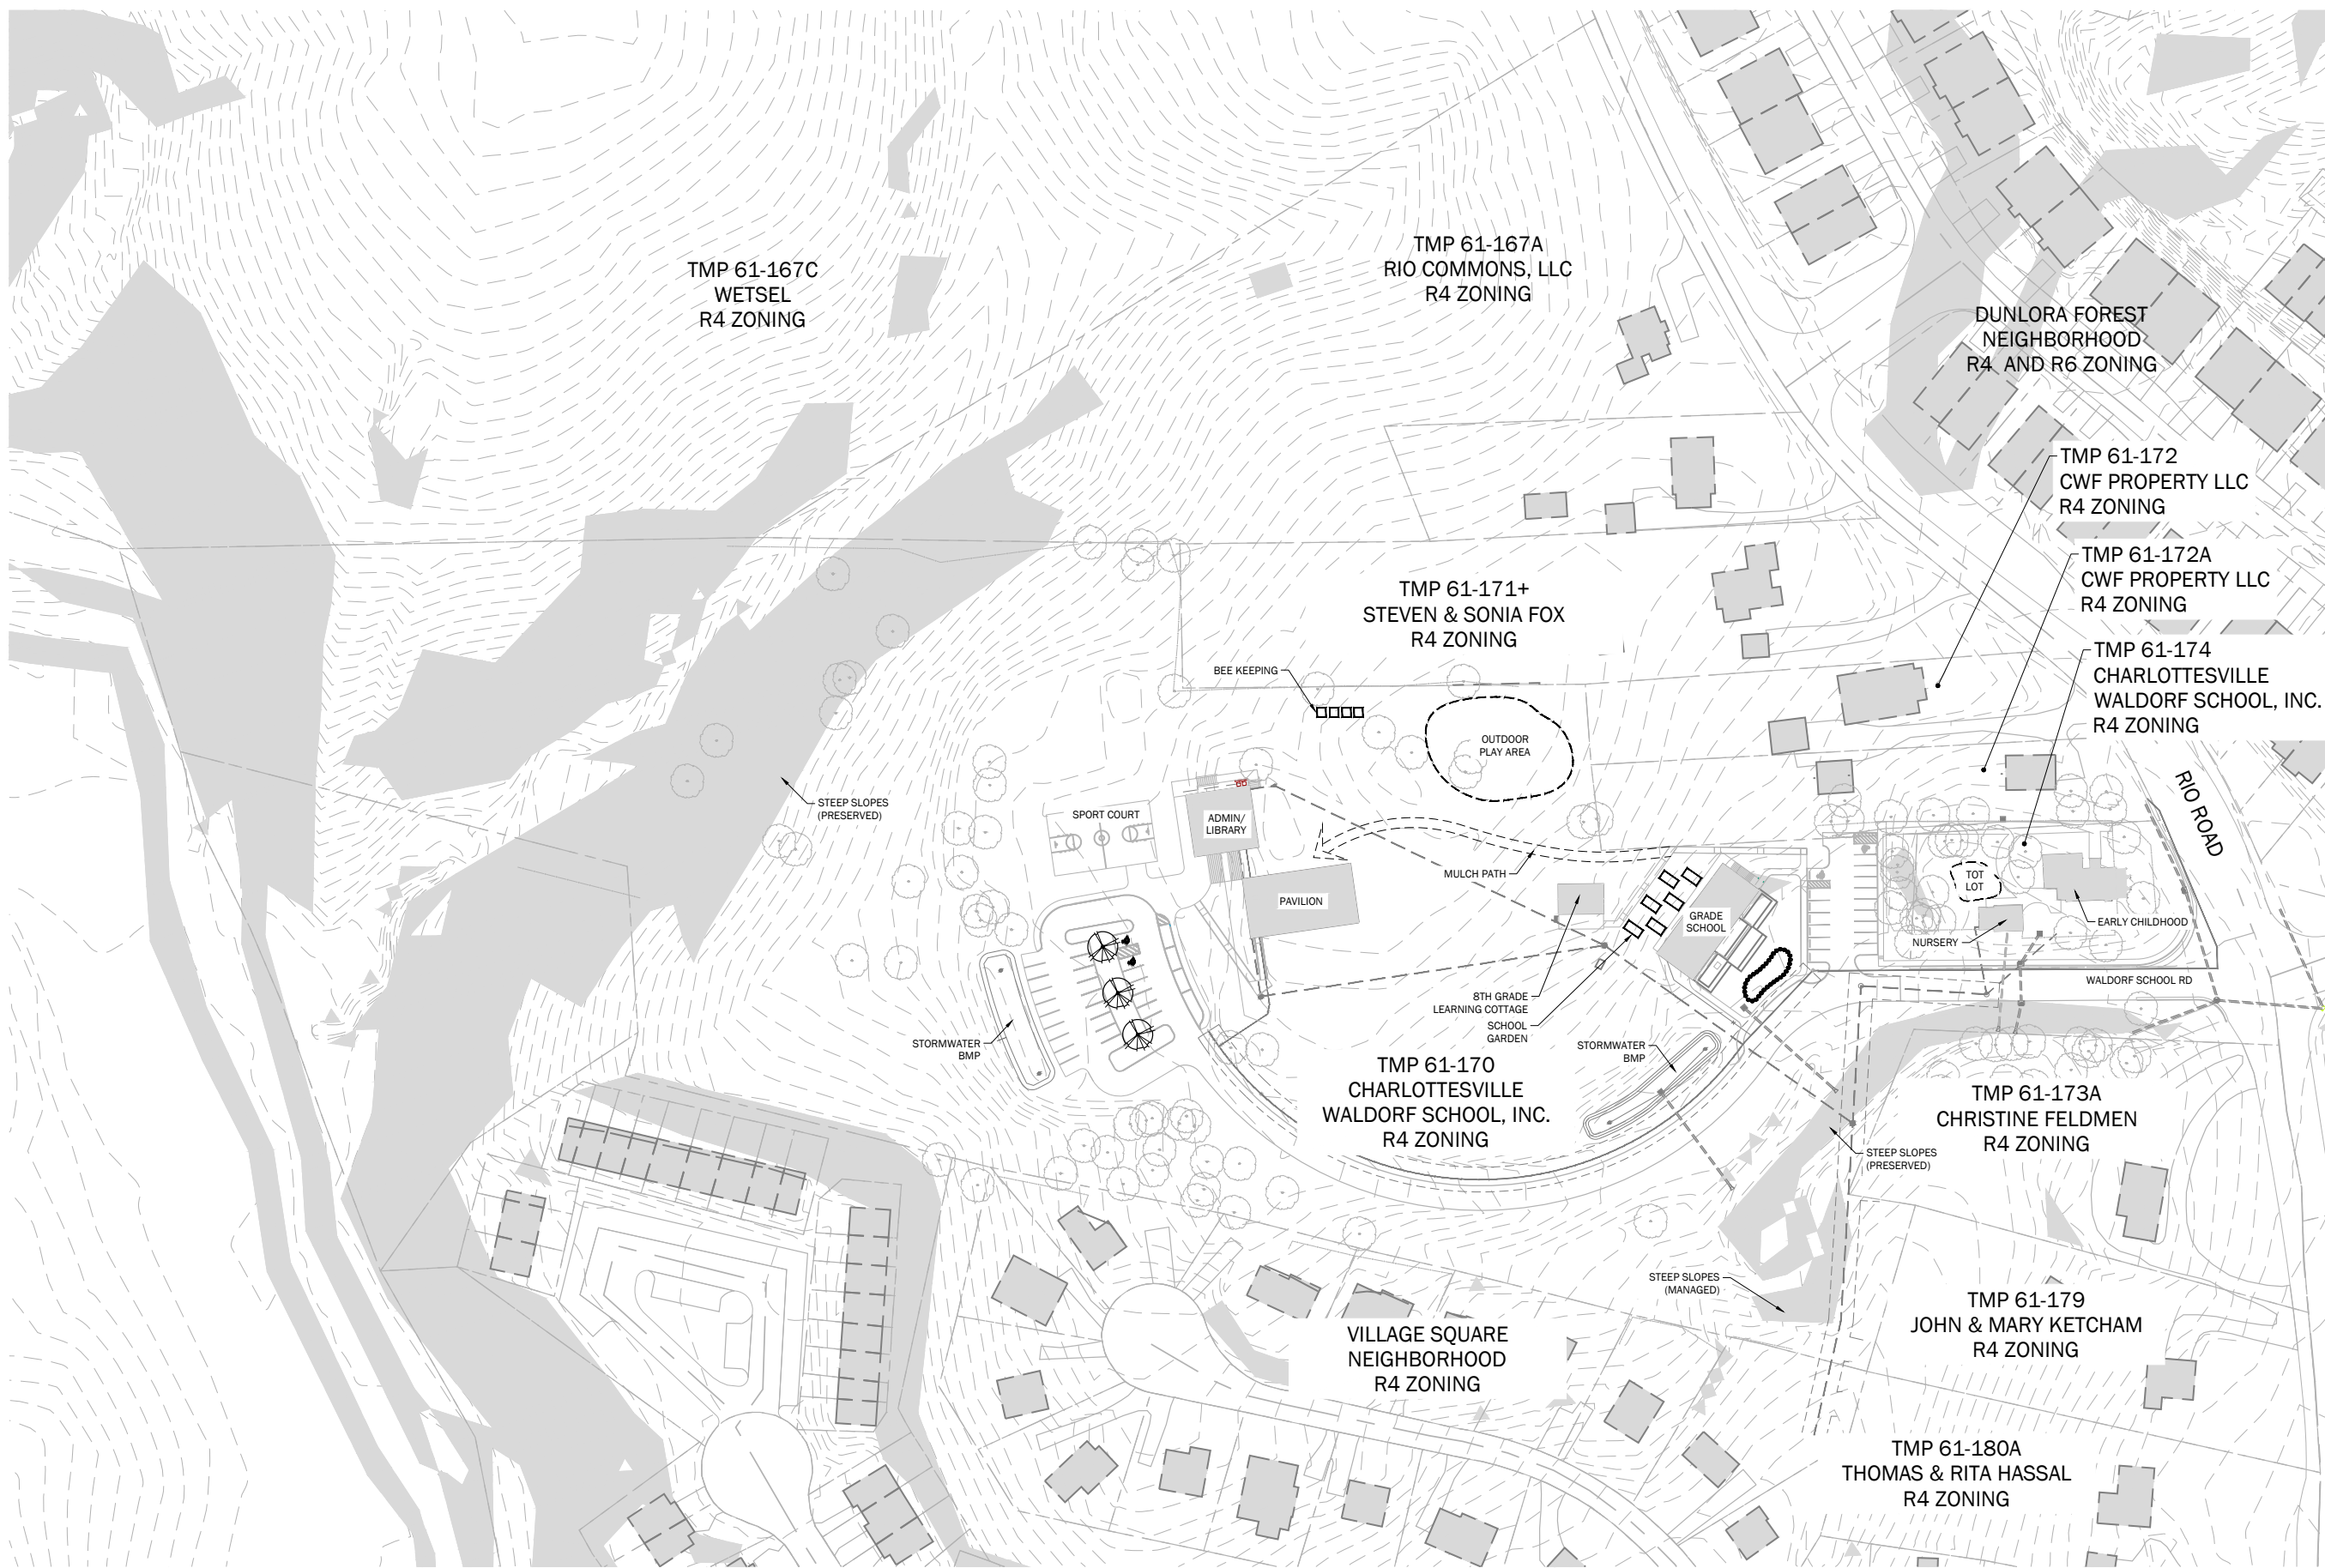 TMP 61-167C
WETSEL
R4 ZONING
TMP 61-167A
RIO COMMONS, LLC
R4 ZONING
DUNLORA FOREST
NEIGHBORHOOD
R4 AND R6 ZONING
TMP 61-172
CWF PROPERTY LLC
R4 ZONING
TMP 61-172A
CWF PROPERTY LLC
R4 ZONING
TMP 61-174
CHARLOTTESVILLE
WALDORF SCHOOL, INC.
R4 ZONING
TMP 61-171+
STEVEN & SONIA FOX
R4 ZONING
BEE KEEPING
OUTDOOR
PLAY AREA
STEEP SLOPES
(PRESERVED)
SPORT COURT
ADMIN/
LIBRARY
MULCH PATH
PAVILION
GRADE
SCHOOL
TOT
LOT
EARLY CHILDHOOD
NURSERY
RIO ROAD
WALDORF SCHOOL RD
8TH GRADE
LEARNING COTTAGE
SCHOOL
GARDEN
STORMWATER
BMP
STORMWATER
BMP
TMP 61-170
CHARLOTTESVILLE
WALDORF SCHOOL, INC.
R4 ZONING
TMP 61-173A
CHRISTINE FELDMEN
R4 ZONING
STEEP SLOPES
(PRESERVED)
STEEP SLOPES
(MANAGED)
TMP 61-179
JOHN & MARY KETCHAM
R4 ZONING
VILLAGE SQUARE
NEIGHBORHOOD
R4 ZONING
TMP 61-180A
THOMAS & RITA HASSAL
R4 ZONING